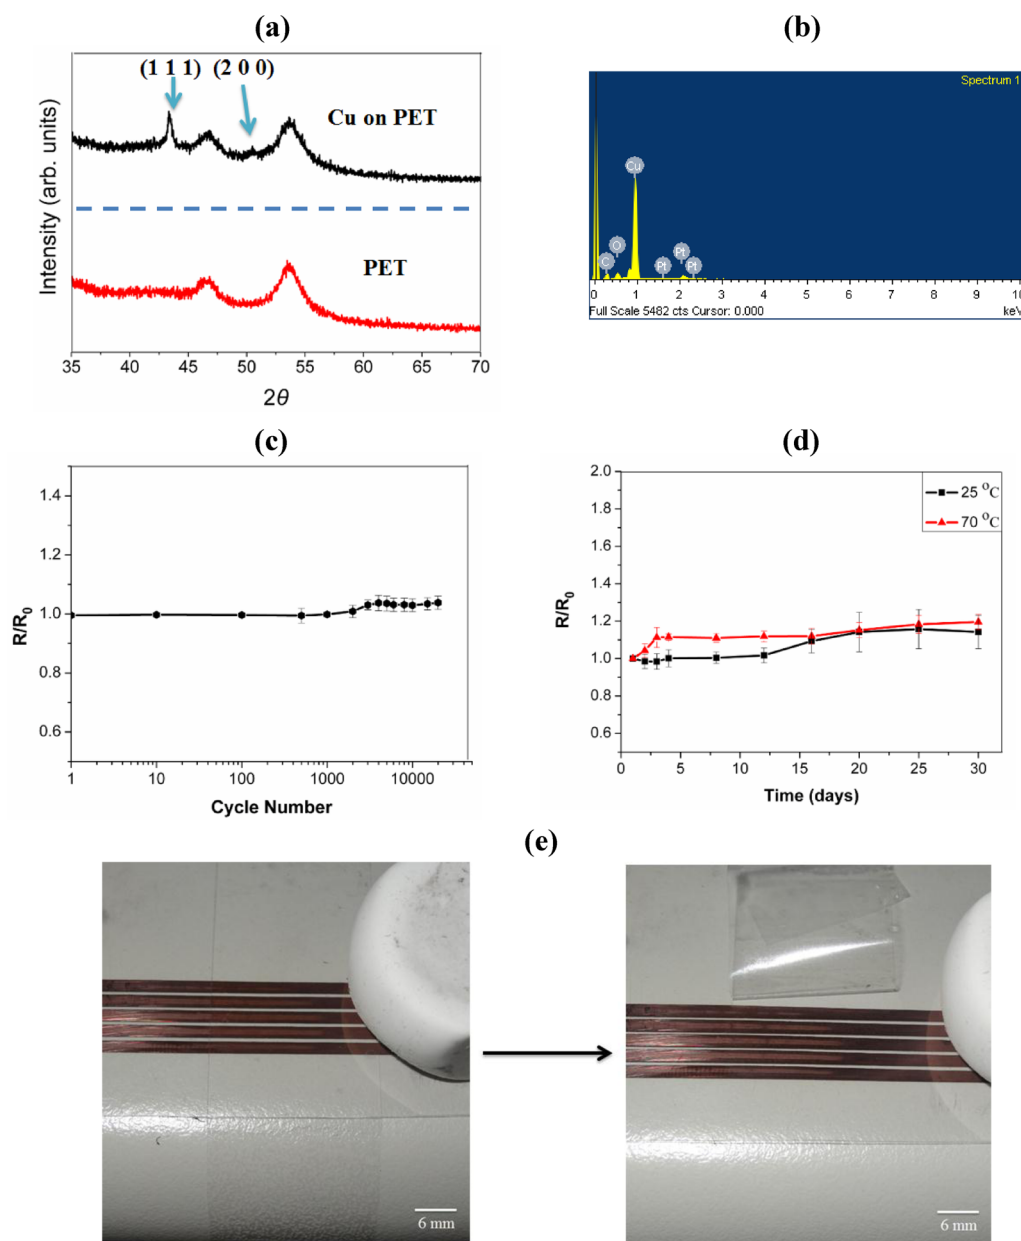 (a)
(1 1 1) (2 0 0)
Cu on PET
PET
Intensity (arb. units)
35 40 45 50 55 60 65 70
2θ
(b)
Spectrum 1
Cu
O
C
Pt
Pt
Pt
0 1 2 3 4 5 6 7 8 9 10
Full Scale 5482 cts Cursor: 0.000
keV
(c)
R/R0
1.4
1.2
1.0
0.8
0.6
1 10 100 1000 10000
Cycle Number
(d)
R/R0
2.0
1.8
1.6
1.4
1.2
1.0
0.8
0.6
25 °C
70 °C
0 5 10 15 20 25 30
Time (days)
(e)
6 mm
6 mm